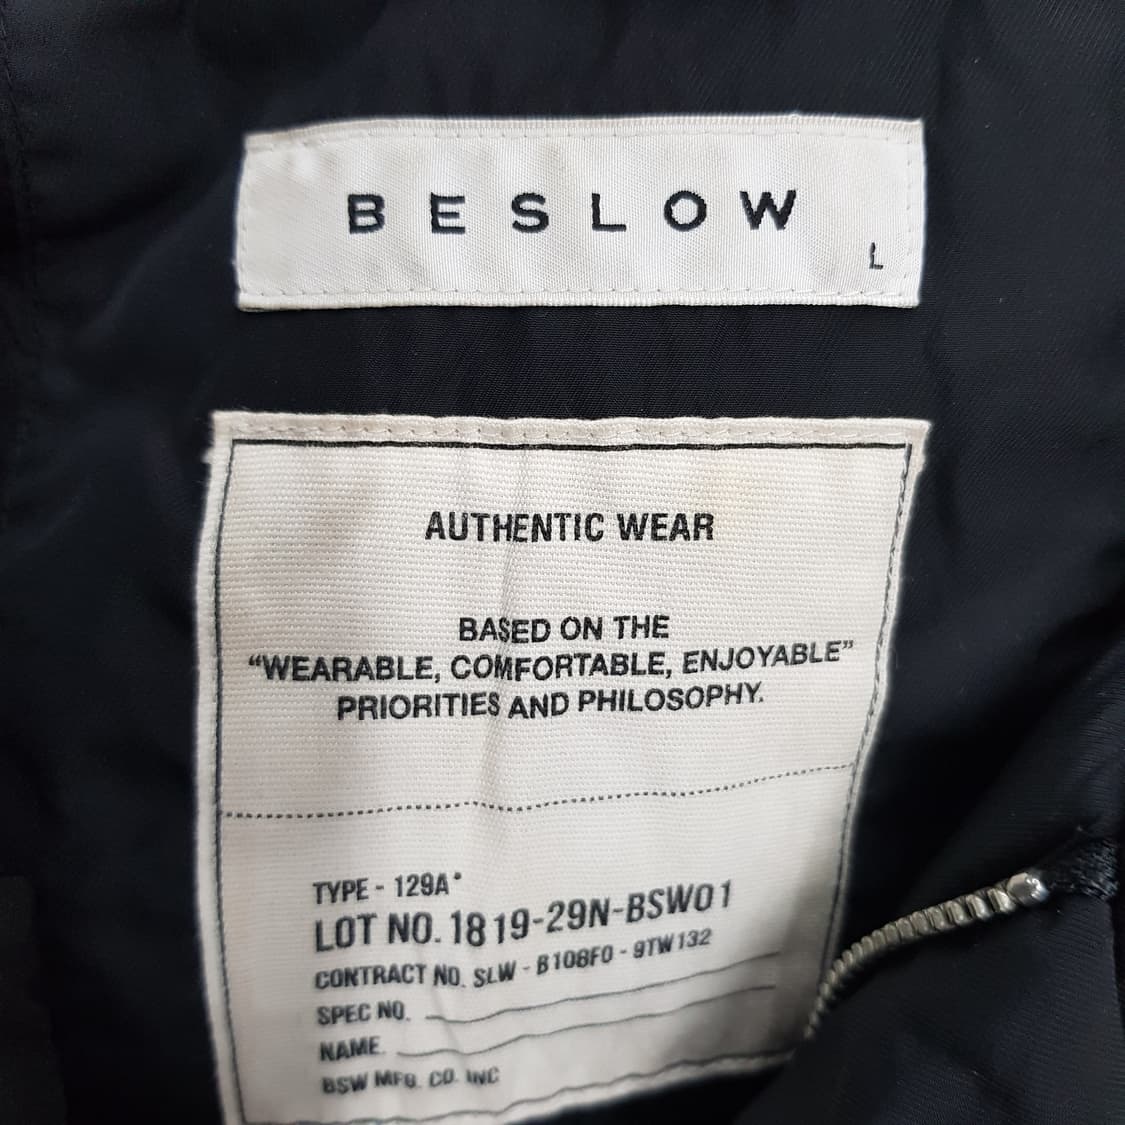 BESLOW
L
AUTHENTIC WEAR
BASED ON THE
“WEARABLE, COMFORTABLE, ENJOYABLE”
PRIORITIES AND PHILOSOPHY.
TYPE - 129A*
LOT NO. 1819-29N-BSW01
CONTRACT NO. SLW - B108F0 - 9TW132
SPEC NO.
NAME
BSW MFG. CO. INC